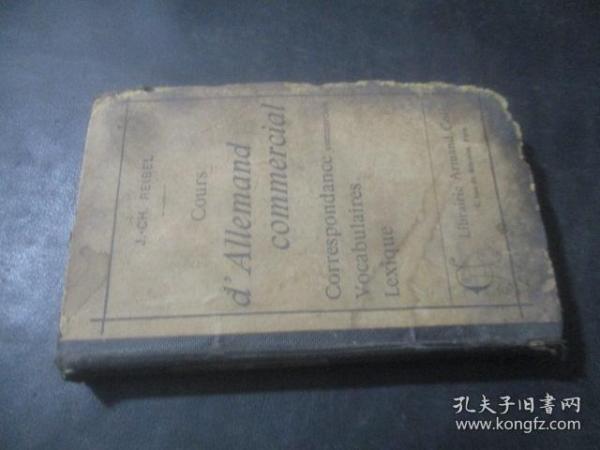 J.-CH. REIBEL
Cours
d'Allemand
commercial
Correspondance
Vocabulaires
Lexique
Librairie Armand Colin
孔夫子旧书网
www.kongfz.com